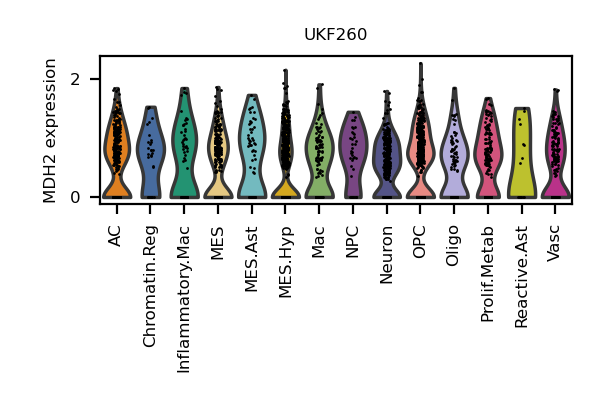 UKF260
MDH2 expression
2
0
AC
Chromatin.Reg
Inflammatory.Mac
MES
MES.Ast
MES.Hyp
Mac
NPC
Neuron
OPC
Oligo
Prolif.Metab
Reactive.Ast
Vasc